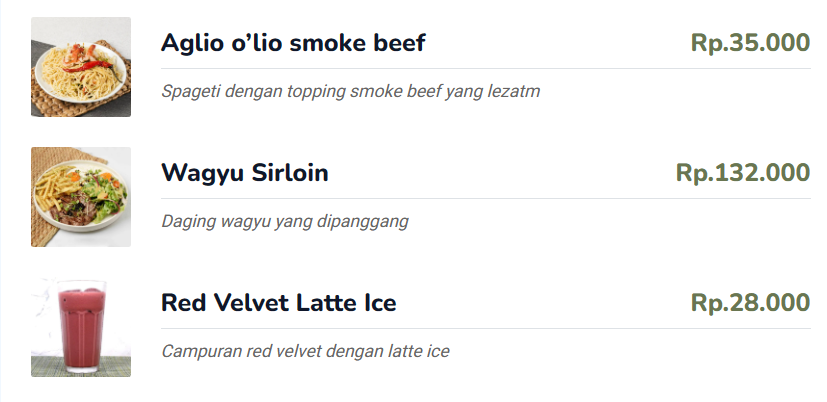 Aglio o’lio smoke beef Rp.35.000
Spageti dengan topping smoke beef yang lezatm
Wagyu Sirloin Rp.132.000
Daging wagyu yang dipanggang
Red Velvet Latte Ice Rp.28.000
Campuran red velvet dengan latte ice